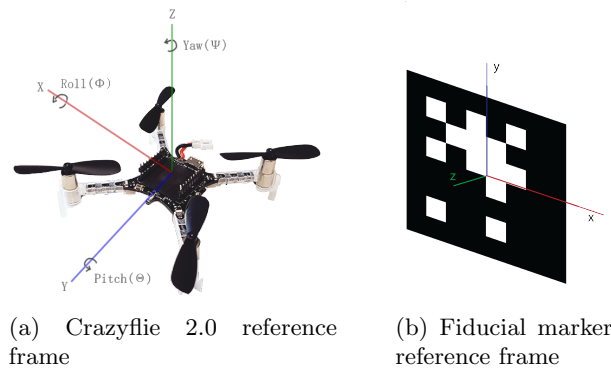 Z
Yaw(Ψ)
X
Roll(Φ)
Y
Pitch(Θ)
y
z
x
(a) Crazyflie 2.0 reference
frame
(b) Fiducial marker
reference frame